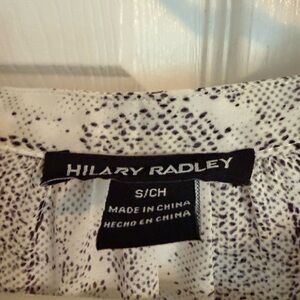 HILARY RADLEY
S/CH
MADE IN CHINA
HECHO EN CHINA